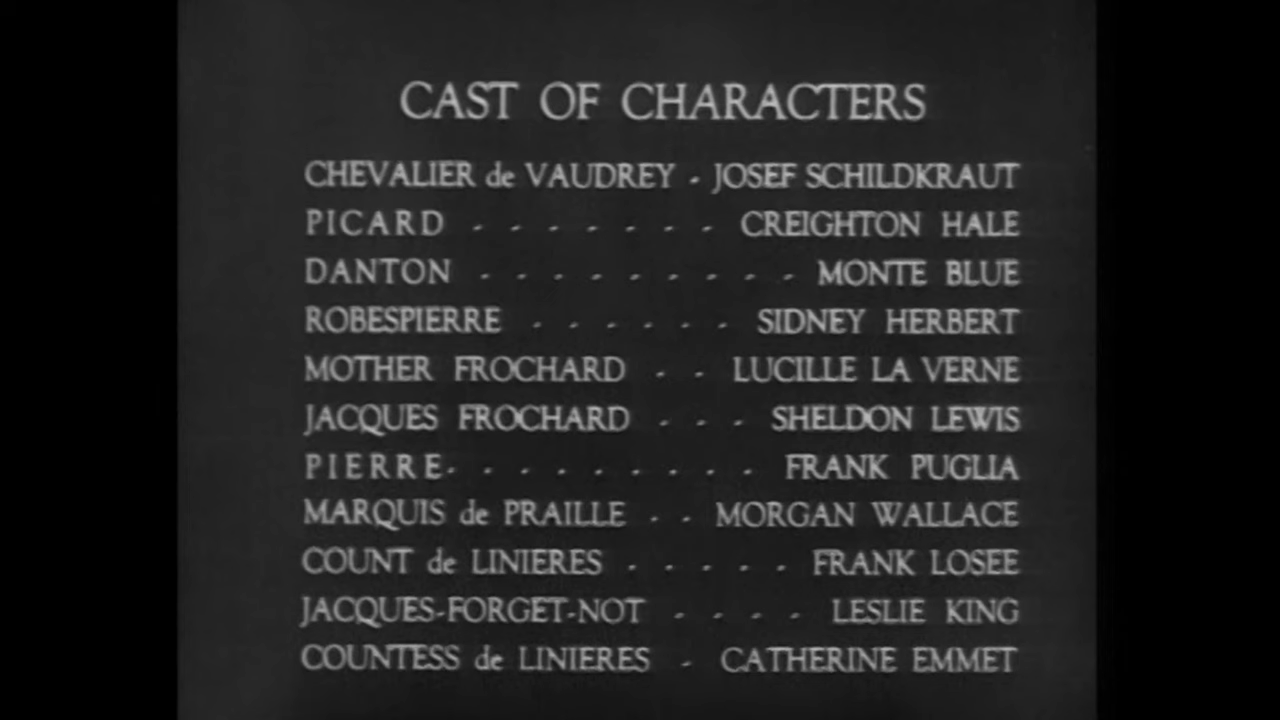 CAST OF CHARACTERS
CHEVALIER de VAUDREY - JOSEF SCHILDKRAUT
PICARD - - - - - - - CREIGHTON HALE
DANTON - - - - - - - - - MONTE BLUE
ROBESPIERRE - - - - - - SIDNEY HERBERT
MOTHER FROCHARD - - LUCILLE LA VERNE
JACQUES FROCHARD - - - SHELDON LEWIS
PIERRE- - - - - - - - - FRANK PUGLIA
MARQUIS de PRAILLE - - MORGAN WALLACE
COUNT de LINIERES - - - - - FRANK LOSEE
JACQUES-FORGET-NOT - - - - LESLIE KING
COUNTESS de LINIERES - CATHERINE EMMET